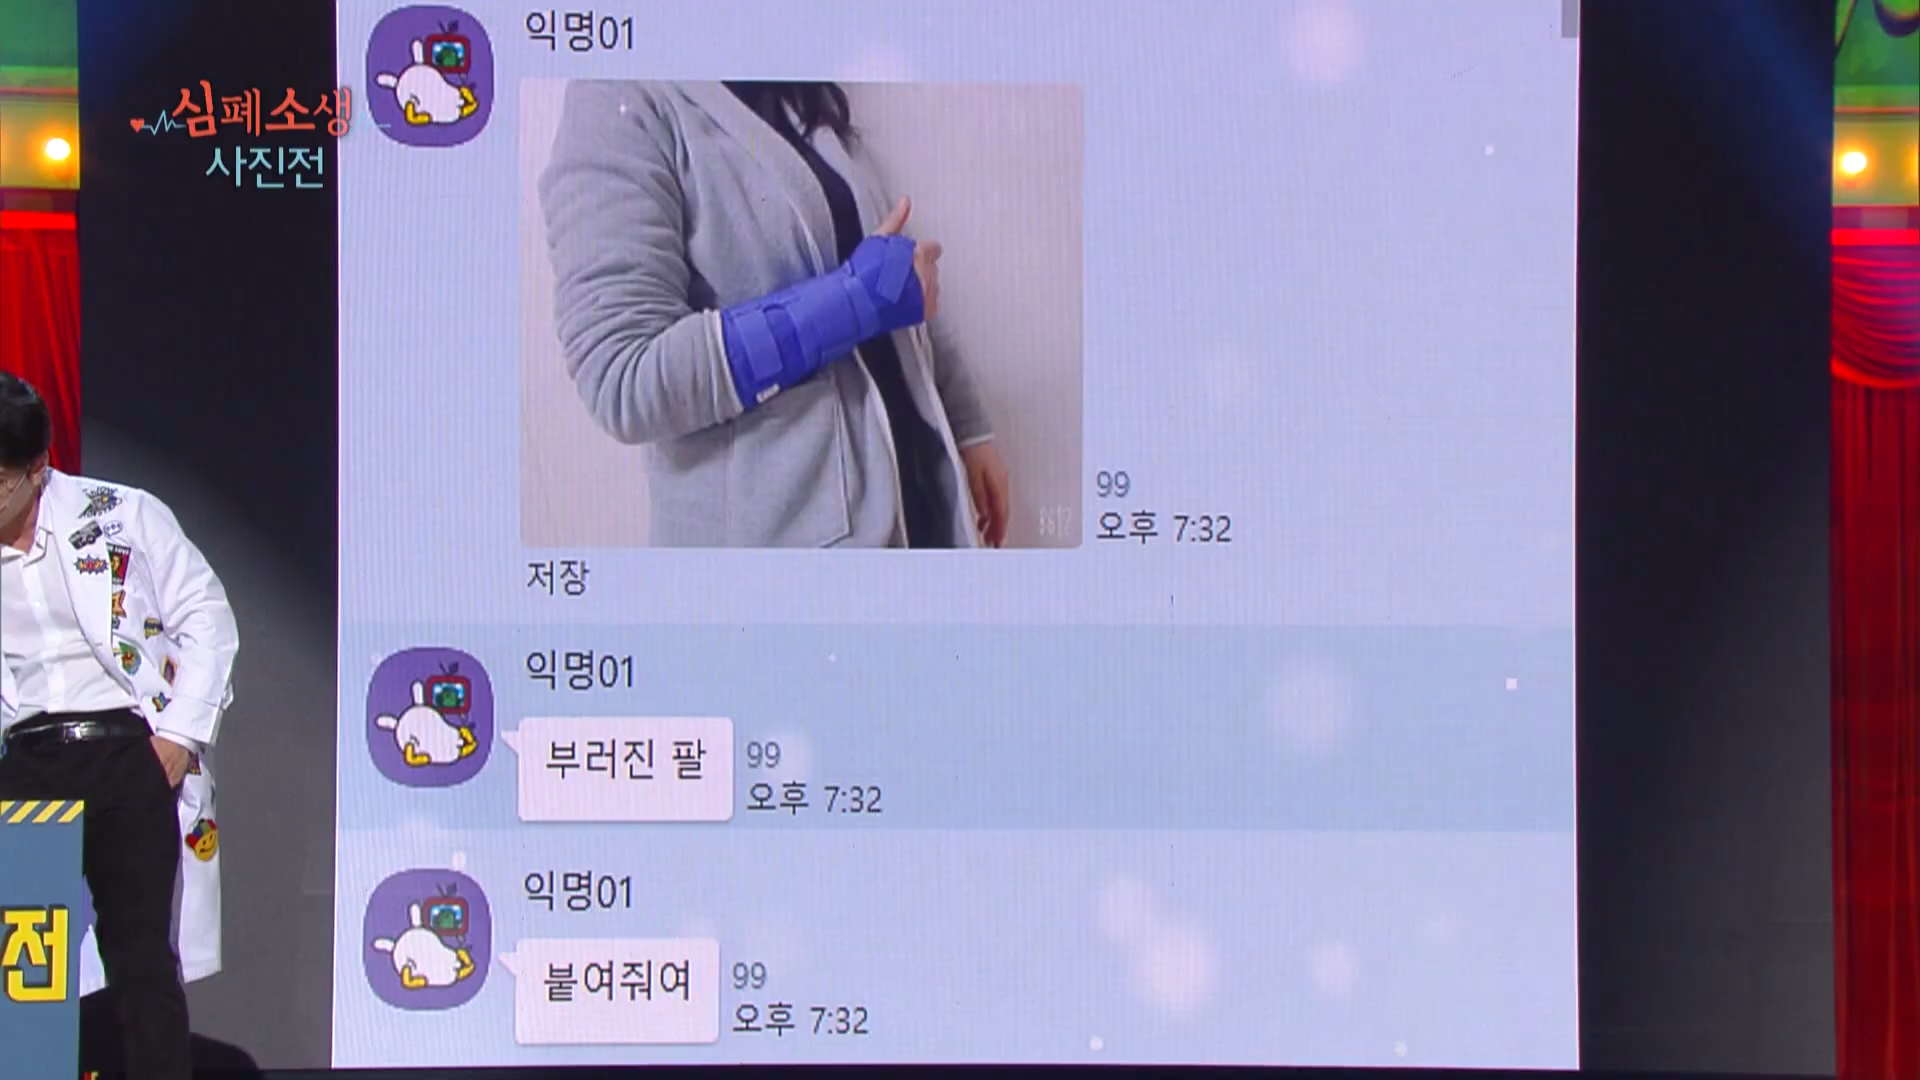 심폐소생
사진전
익명01
99
오후 7:32
저장
익명01
부러진 팔
99
오후 7:32
익명01
붙여줘여
99
오후 7:32
전